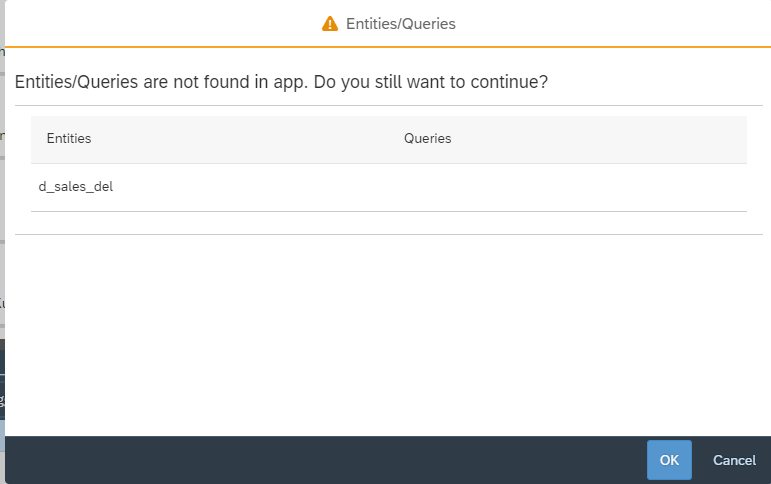 Entities/Queries
Entities/Queries are not found in app. Do you still want to continue?
Entities Queries
d_sales_del
OK Cancel